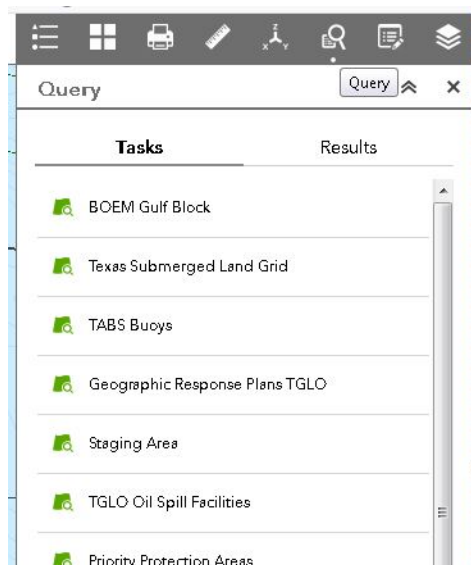 Z
X Y
Query
Query
Tasks Results
BOEM Gulf Block
Texas Submerged Land Grid
TABS Buoys
Geographic Response Plans TGLO
Staging Area
TGLO Oil Spill Facilities
Priority Protection Areas